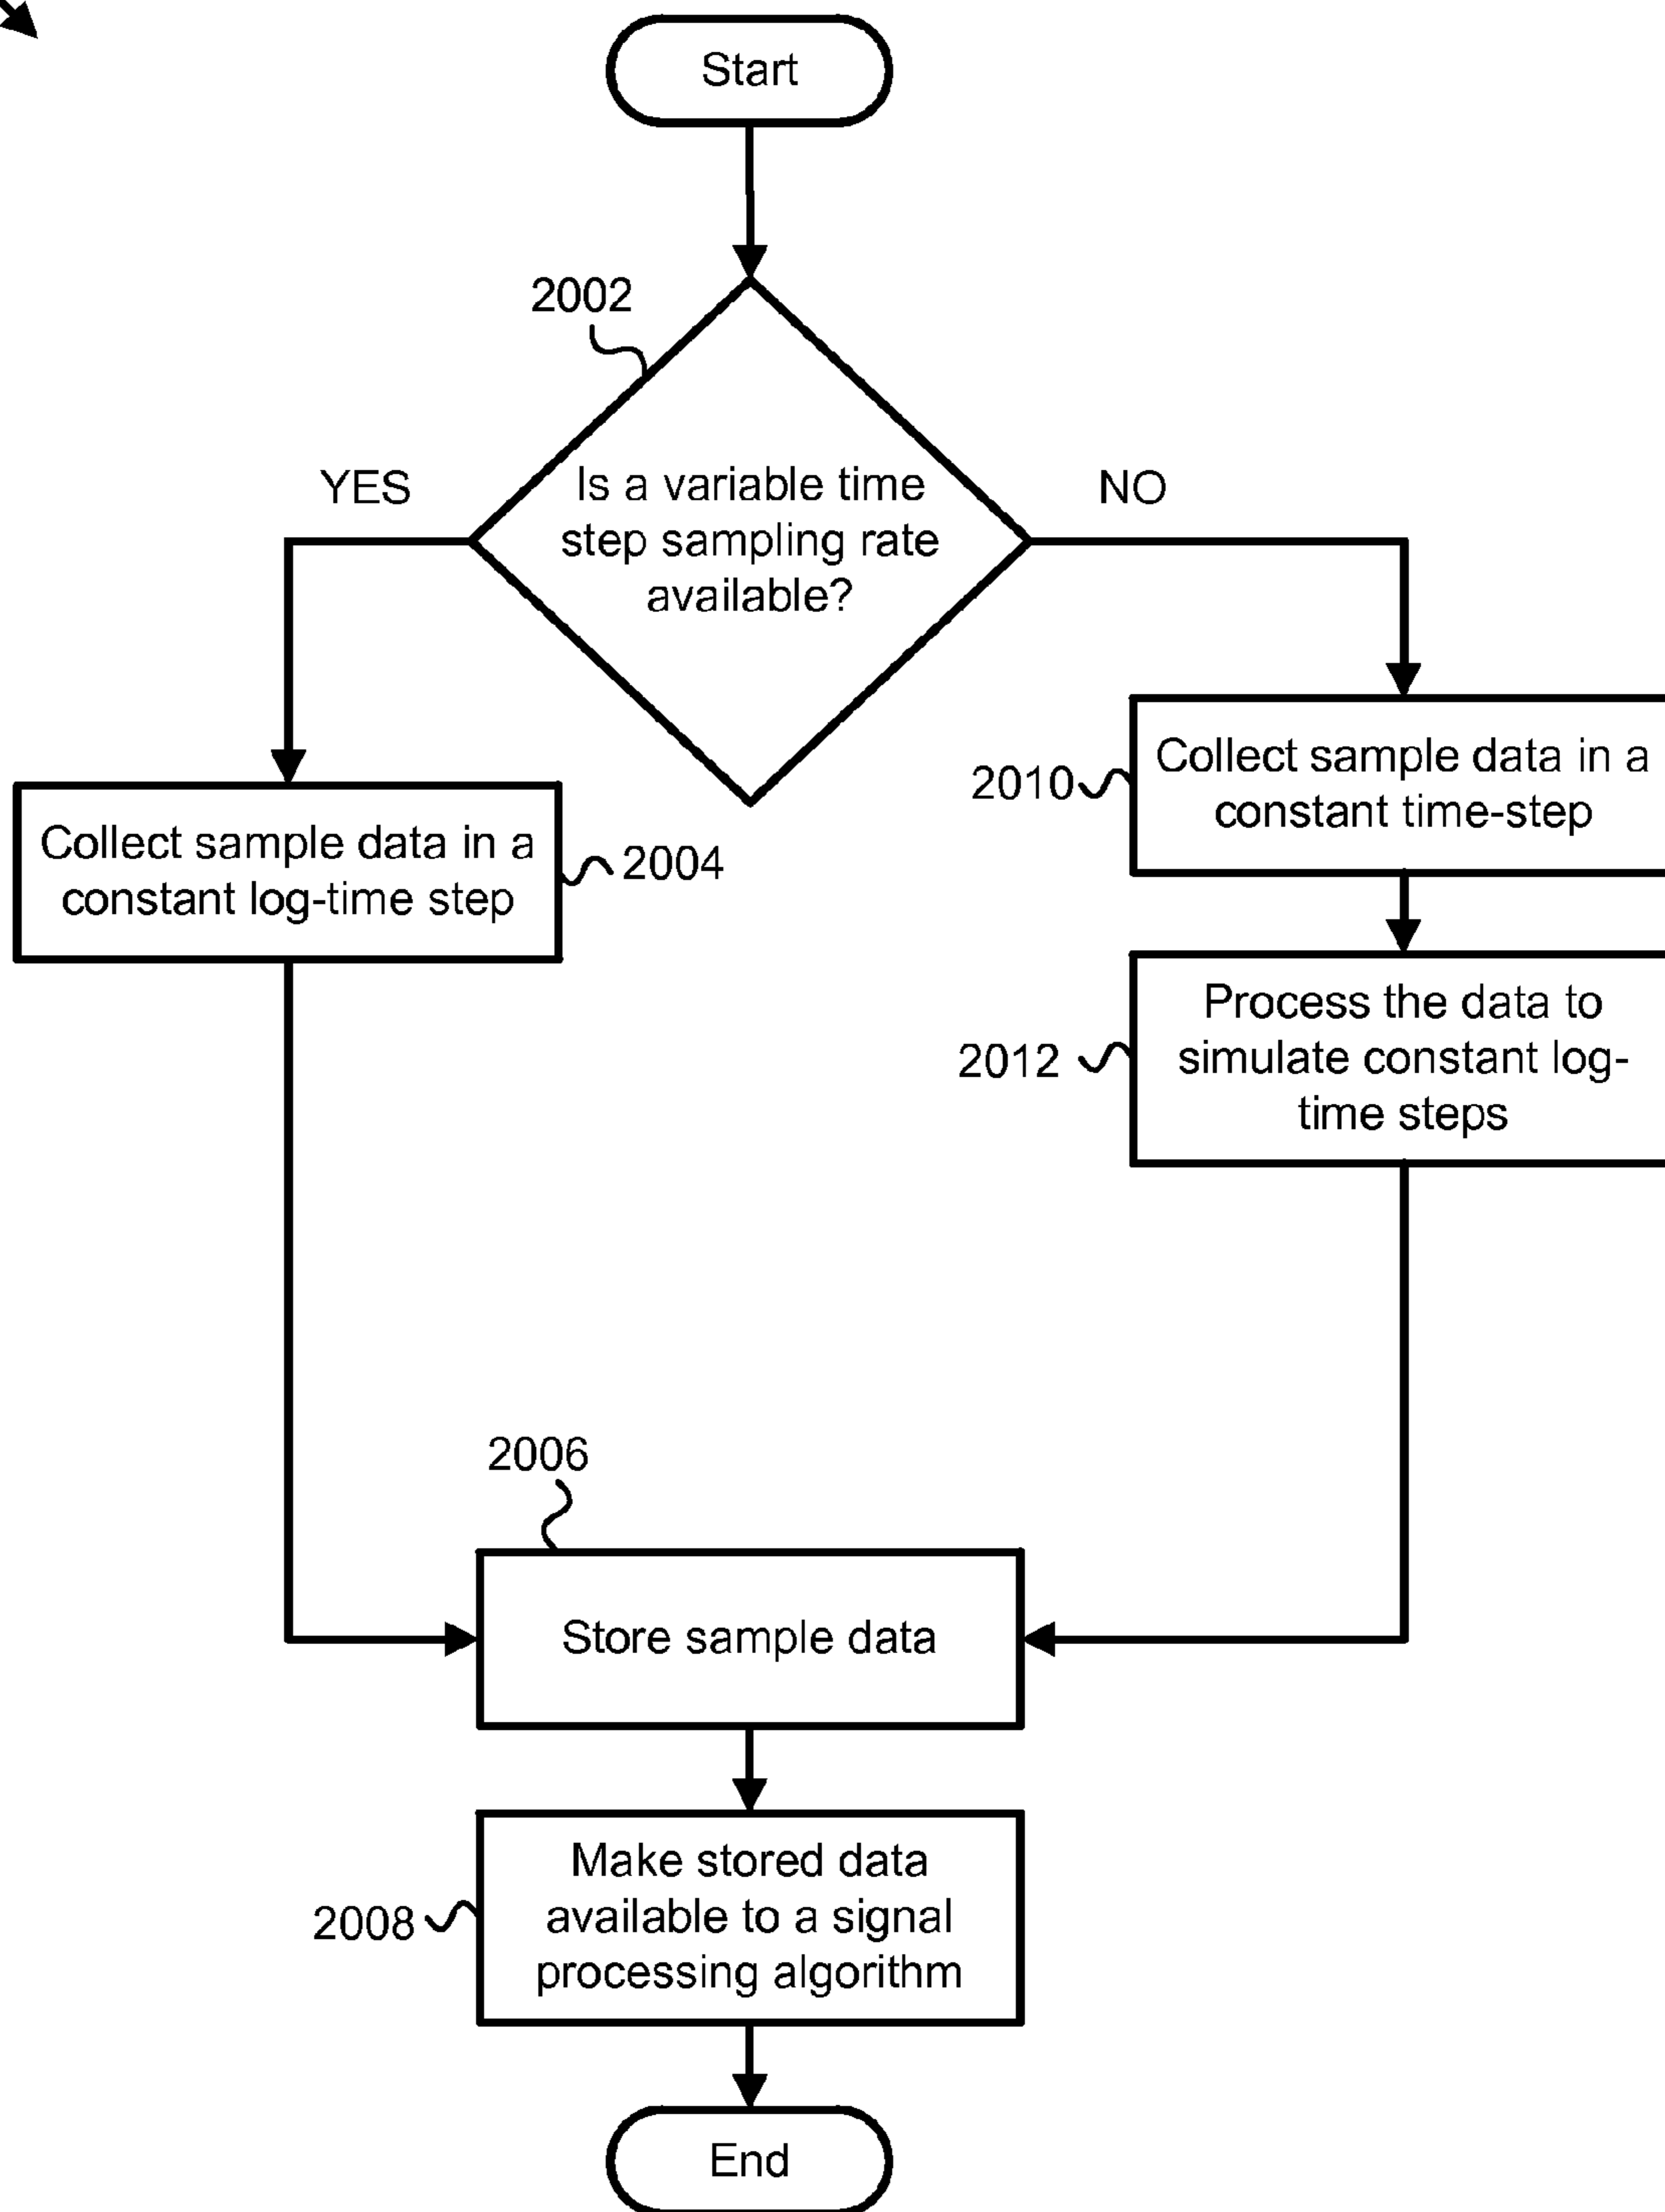 Start
2002
YES
Is a variable time
step sampling rate
available?
NO
Collect sample data in a
constant log-time step
2004
2010
Collect sample data in a
constant time-step
2012
Process the data to
simulate constant log-
time steps
2006
Store sample data
2008
Make stored data
available to a signal
processing algorithm
End